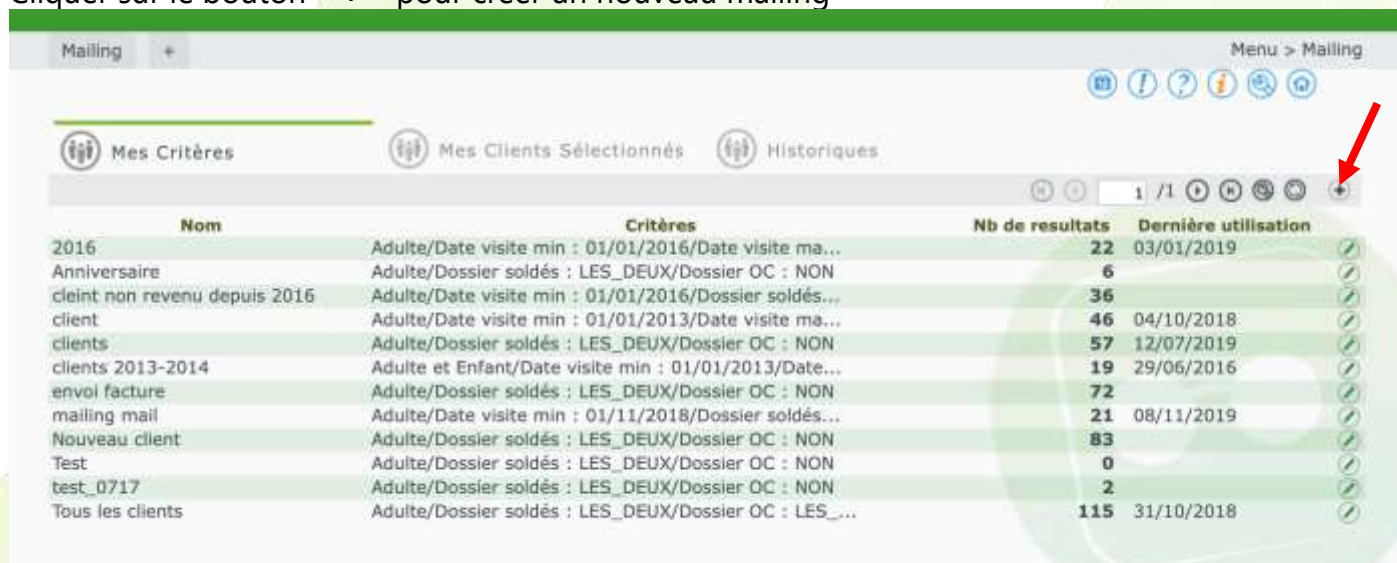 Cliquer sur le bouton « + » pour créer un nouveau mailing
Mailing +
Menu > Mailing
Mes Critères Mes Clients Sélectionnés Historiques
1 /1
Nom Critères Nb de resultats Dernière utilisation
2016 Adulte/Date visite min : 01/01/2016/Date visite ma... 22 03/01/2019
Anniversaire Adulte/Dossier soldés : LES_DEUX/Dossier OC : NON 6
cleint non revenu depuis 2016 Adulte/Date visite min : 01/01/2016/Dossier soldés... 36
client Adulte/Date visite min : 01/01/2013/Date visite ma... 46 04/10/2018
clients Adulte/Dossier soldés : LES_DEUX/Dossier OC : NON 57 12/07/2019
clients 2013-2014 Adulte et Enfant/Date visite min : 01/01/2013/Date... 19 29/06/2016
envoi facture Adulte/Dossier soldés : LES_DEUX/Dossier OC : NON 72
mailing mail Adulte/Date visite min : 01/11/2018/Dossier soldés... 21 08/11/2019
Nouveau client Adulte/Dossier soldés : LES_DEUX/Dossier OC : NON 83
Test Adulte/Dossier soldés : LES_DEUX/Dossier OC : NON 0
test_0717 Adulte/Dossier soldés : LES_DEUX/Dossier OC : NON 2
Tous les clients Adulte/Dossier soldés : LES_DEUX/Dossier OC : LES_... 115 31/10/2018